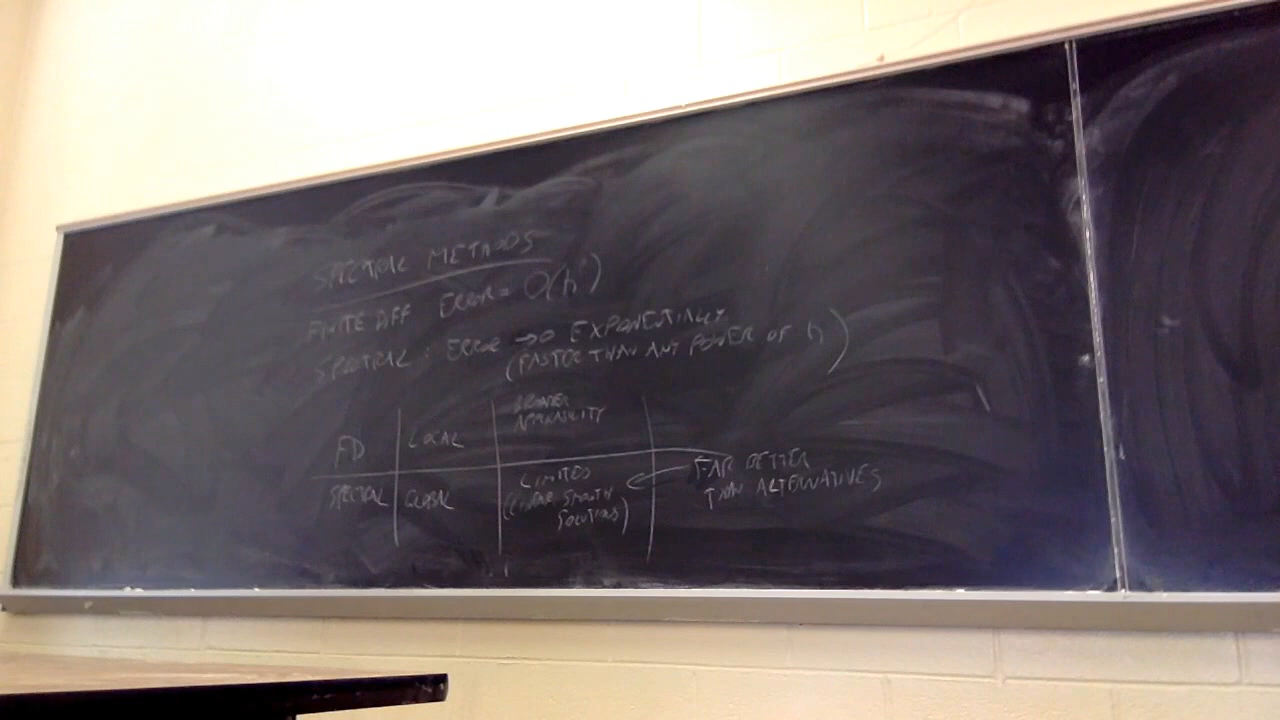 SPECTRAL METHODS
FINITE DIFF ERROR = O(h
SPECTRAL : ERROR → 0 EXPONENTIALLY
(FASTER THAN ANY POWER OF h)
BROADER
FD LOCAL APPLICABILITY
SPECTRAL GLOBAL LIMITED FAR BETTER
(LINEAR, SMOOTH THAN ALTERNATIVES
SOLUTIONS)